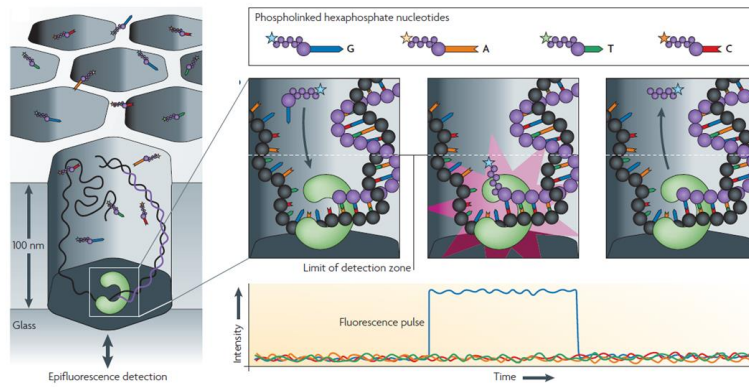 Phospholinked hexaphosphate nucleotides
G
A
T
C
100 nm
Limit of detection zone
Glass
Fluorescence pulse
Intensity
Epifluorescence detection
Time